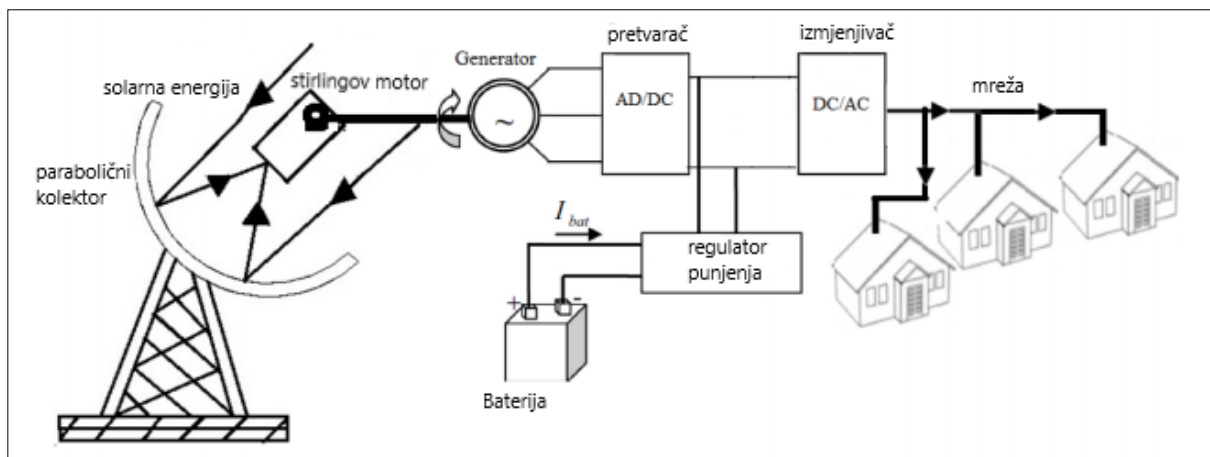 solarna energija
stirlingov motor
Generator
~
pretvarač
AD/DC
izmjenjivač
DC/AC
mreža
parabolični
kolektor
I bat
regulator
punjenja
+ -
Baterija